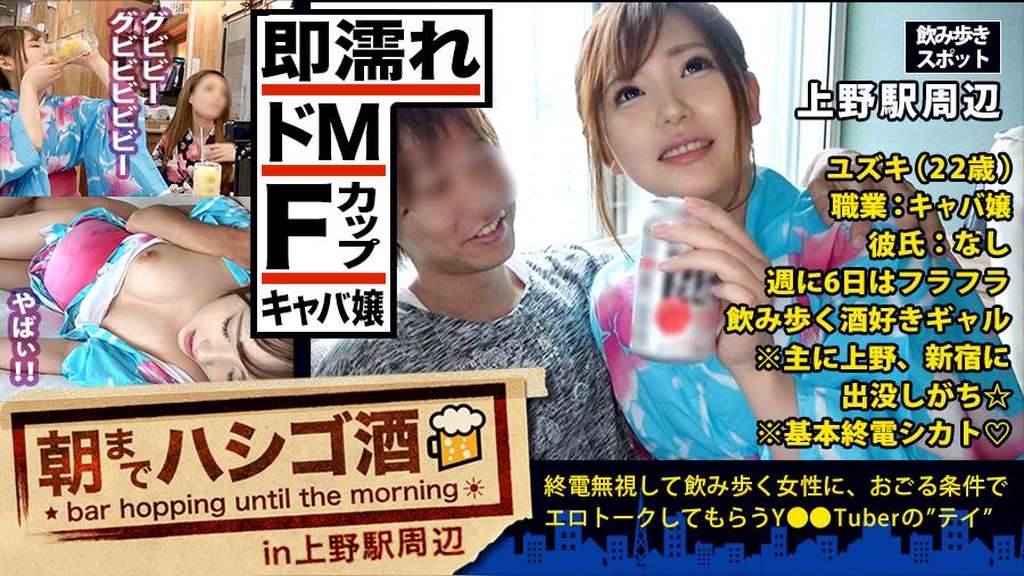 グビビー
グビビビビビー
やばい!!
即濡れ
ドM
Fカップ
キャバ嬢
飲み歩き
スポット
上野駅周辺
ユズキ(22歳)
職業:キャバ嬢
彼氏:なし
週に6日はフラフラ
飲み歩く酒好きギャル
※主に上野、新宿に
出没しがち☆
※基本終電シカト♡
朝までハシゴ酒
★bar hopping until the morning☀
in上野駅周辺
終電無視して飲み歩く女性に、おごる条件で
エロトークしてもらうY●●Tuberの”テイ”